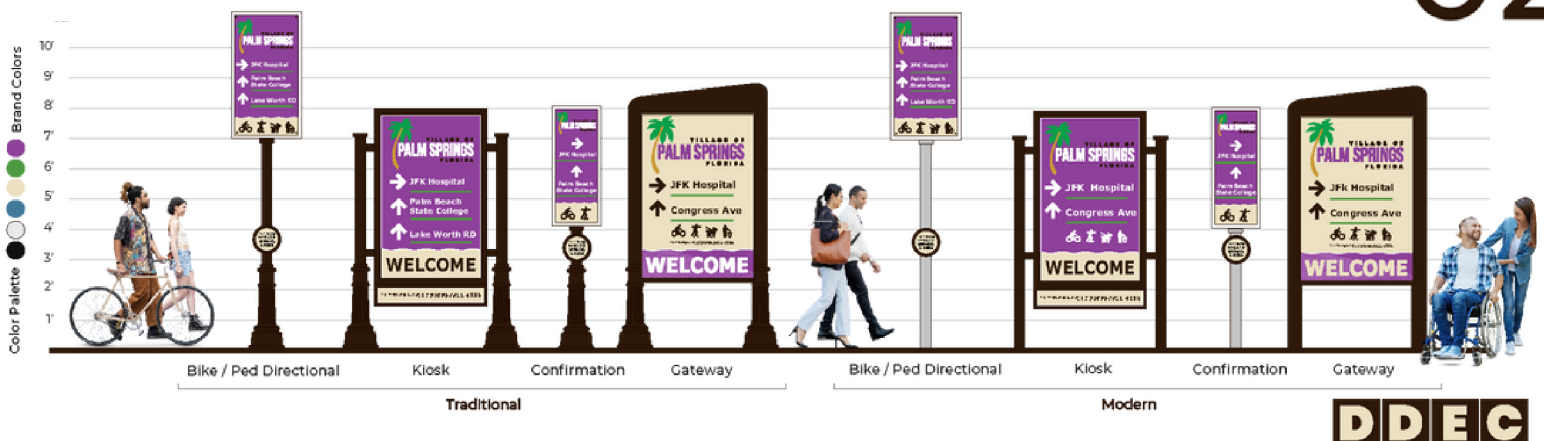 10'
9'
8'
7'
6'
5'
4'
3'
2'
1'
Color Palette
Brand Colors
PALM SPRINGS
JFK Hospital
Palm Beach
State College
Lake Worth RD
VILLAGE OF
PALM SPRINGS
FLORIDA
JFK Hospital
Palm Beach
State College
Lake Worth RD
WELCOME
PALM SPRINGS
JFK Hospital
Palm Beach
State College
VILLAGE OF
PALM SPRINGS
FLORIDA
JFK Hospital
Congress Ave
WELCOME
PALM SPRINGS
JFK Hospital
Palm Beach
State College
Lake Worth RD
VILLAGE OF
PALM SPRINGS
FLORIDA
JFK Hospital
Congress Ave
WELCOME
PALM SPRINGS
JFK Hospital
Palm Beach
State College
VILLAGE OF
PALM SPRINGS
FLORIDA
JFk Hospital
Congress Ave
WELCOME
Bike / Ped Directional
Kiosk
Confirmation
Gateway
Bike / Ped Directional
Kiosk
Confirmation
Gateway
Traditional
Modern
DDEC